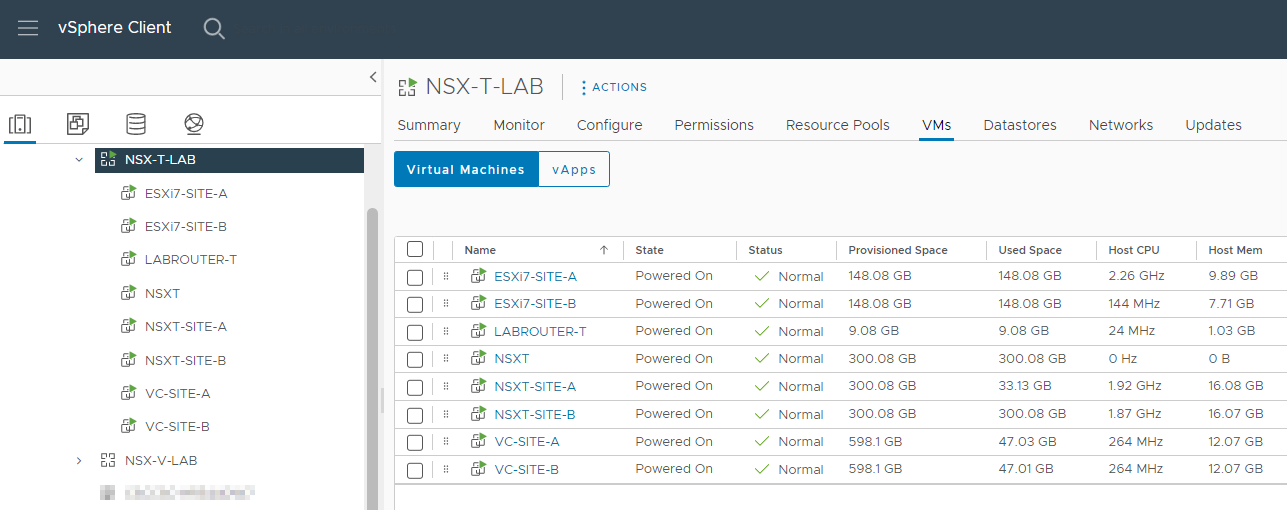 vSphere Client
NSX-T-LAB
ESXi7-SITE-A
ESXi7-SITE-B
LABROUTER-T
NSXT
NSXT-SITE-A
NSXT-SITE-B
VC-SITE-A
VC-SITE-B
NSX-V-LAB
NSX-T-LAB ACTIONS
Summary Monitor Configure Permissions Resource Pools VMs Datastores Networks Updates
Virtual Machines vApps
Name State Status Provisioned Space Used Space Host CPU Host Mem
ESXi7-SITE-A Powered On Normal 148.08 GB 148.08 GB 2.26 GHz 9.89 GB
ESXi7-SITE-B Powered On Normal 148.08 GB 148.08 GB 144 MHz 7.71 GB
LABROUTER-T Powered On Normal 9.08 GB 9.08 GB 24 MHz 1.03 GB
NSXT Powered On Normal 300.08 GB 300.08 GB 0 Hz 0 B
NSXT-SITE-A Powered On Normal 300.08 GB 33.13 GB 1.92 GHz 16.08 GB
NSXT-SITE-B Powered On Normal 300.08 GB 300.08 GB 1.87 GHz 16.07 GB
VC-SITE-A Powered On Normal 598.1 GB 47.03 GB 264 MHz 12.07 GB
VC-SITE-B Powered On Normal 598.1 GB 47.01 GB 264 MHz 12.07 GB